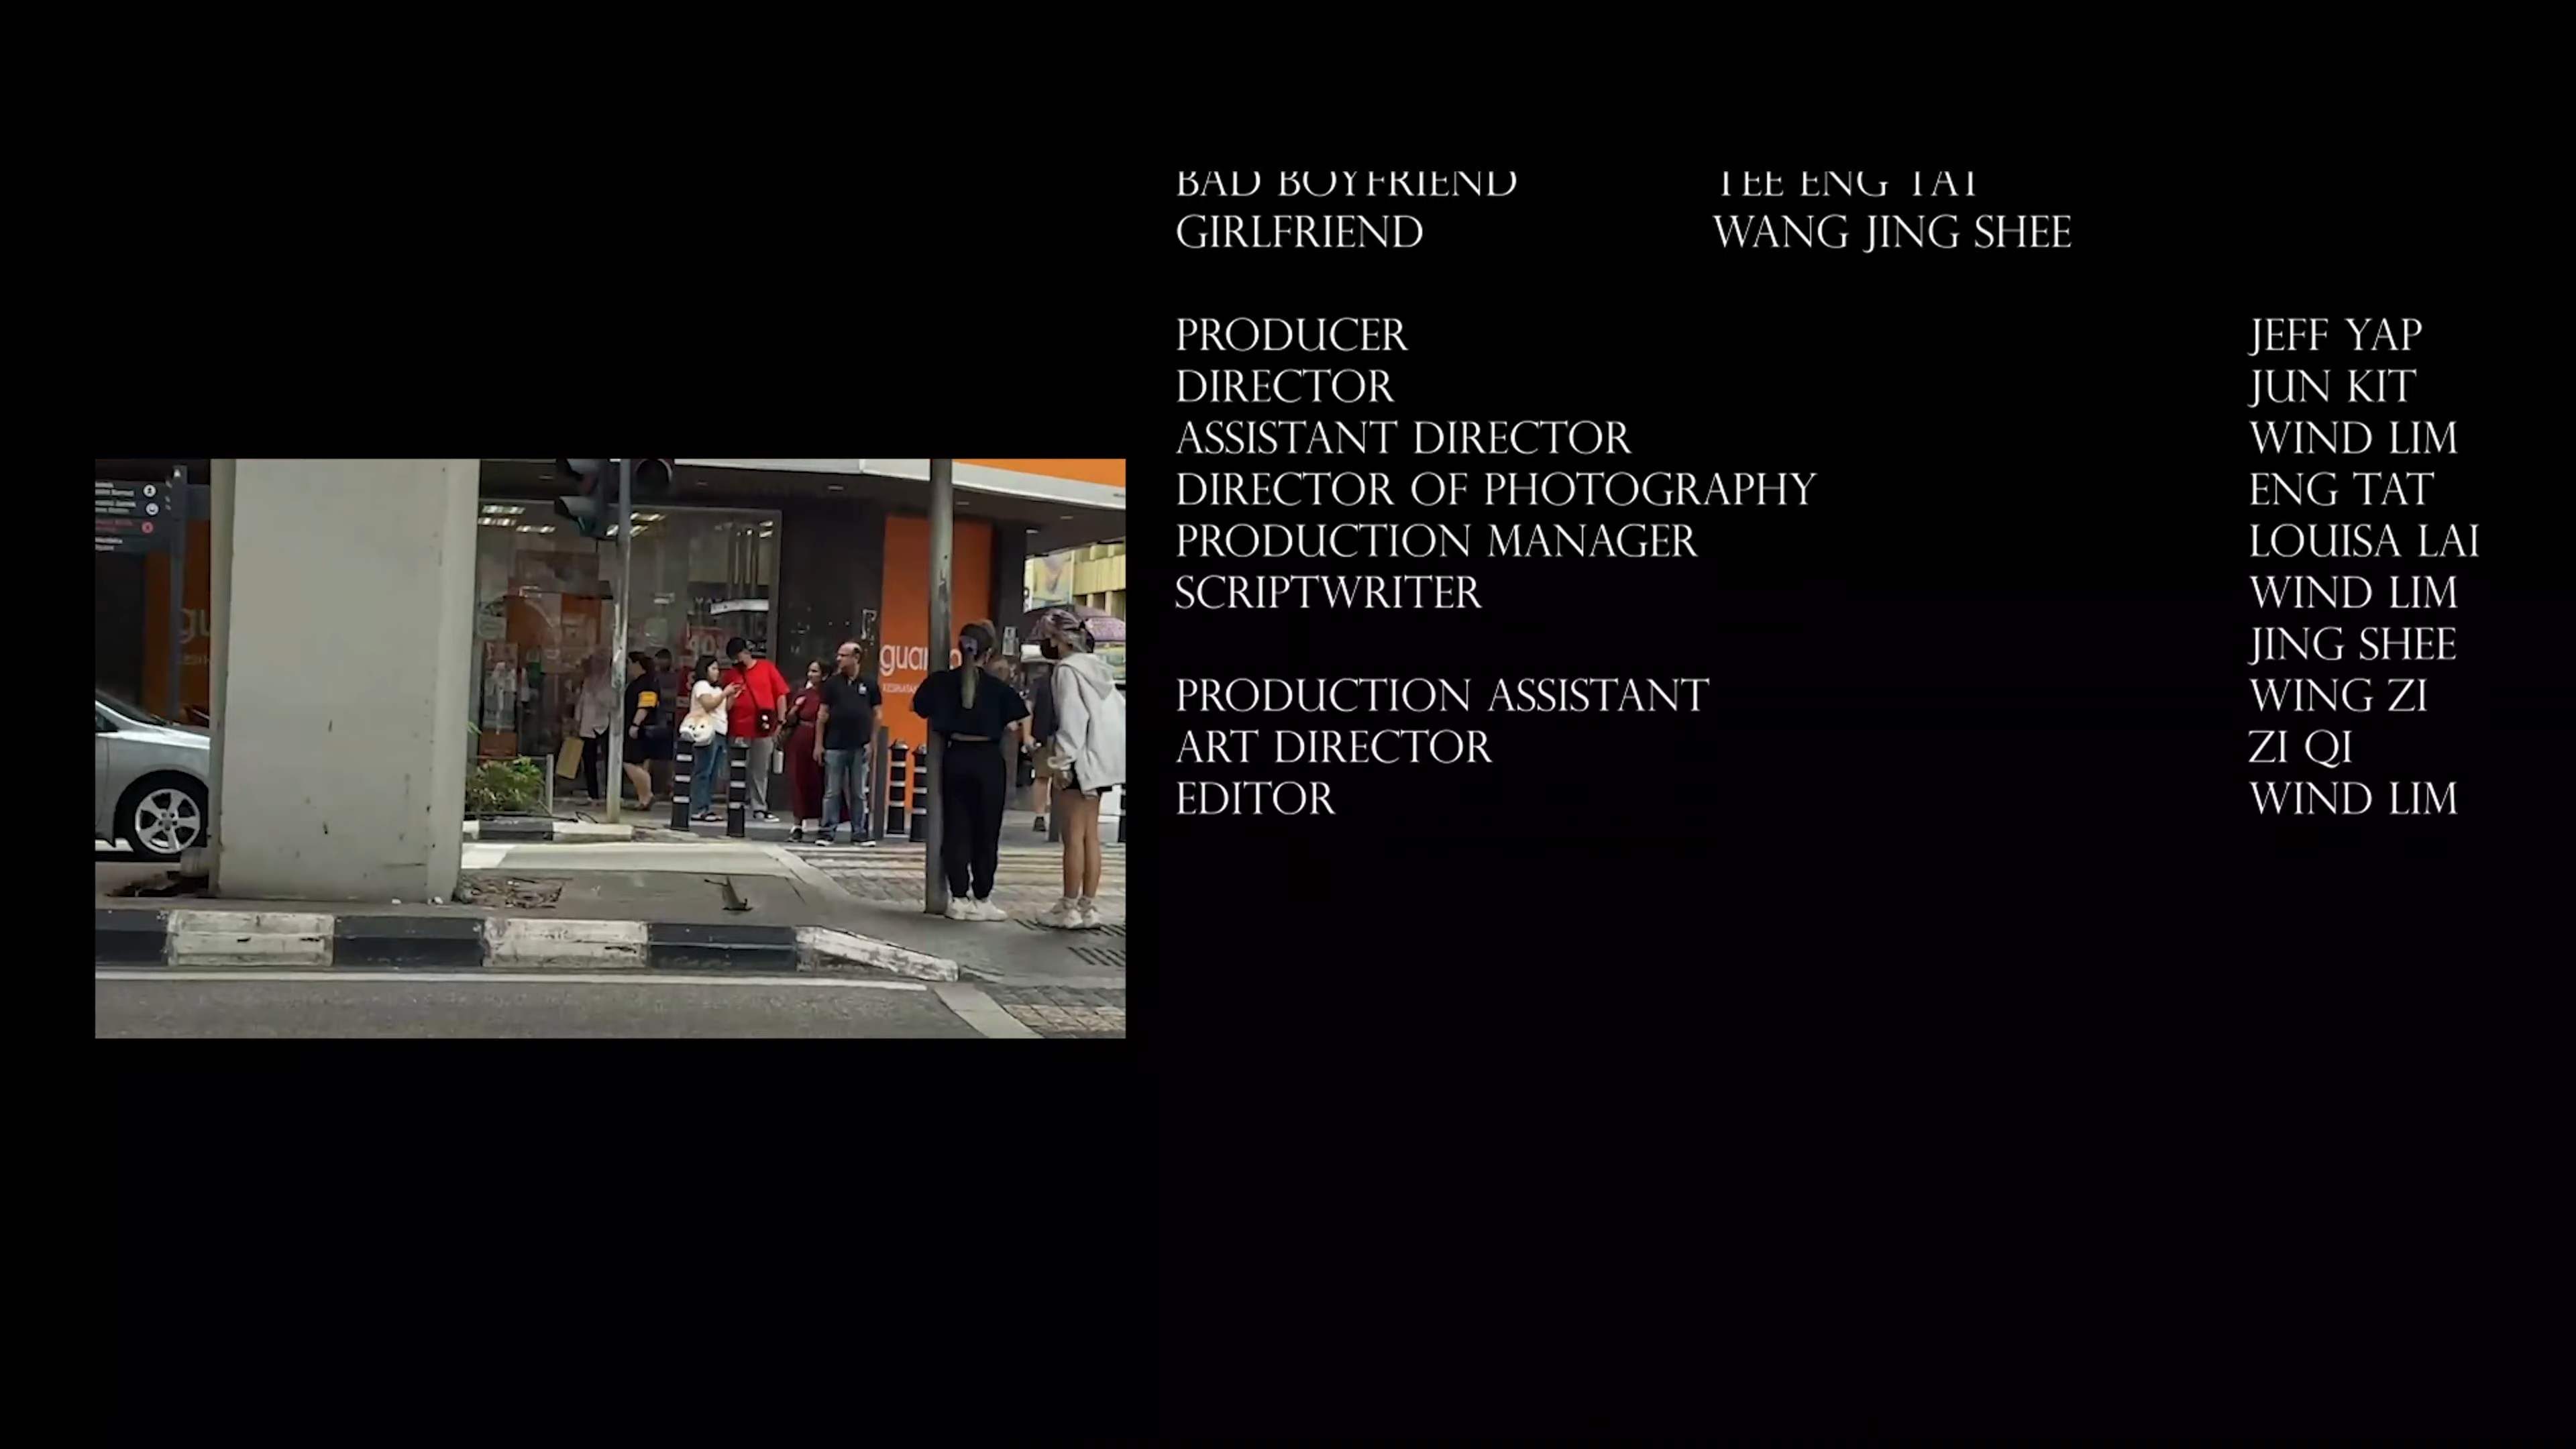 BAD BOYFRIEND TEE ENG TAT
GIRLFRIEND WANG JING SHEE
PRODUCER JEFF YAP
DIRECTOR JUN KIT
ASSISTANT DIRECTOR WIND LIM
DIRECTOR OF PHOTOGRAPHY ENG TAT
PRODUCTION MANAGER LOUISA LAI
SCRIPTWRITER WIND LIM
JING SHEE
PRODUCTION ASSISTANT WING ZI
ART DIRECTOR ZI QI
EDITOR WIND LIM
gu
gua